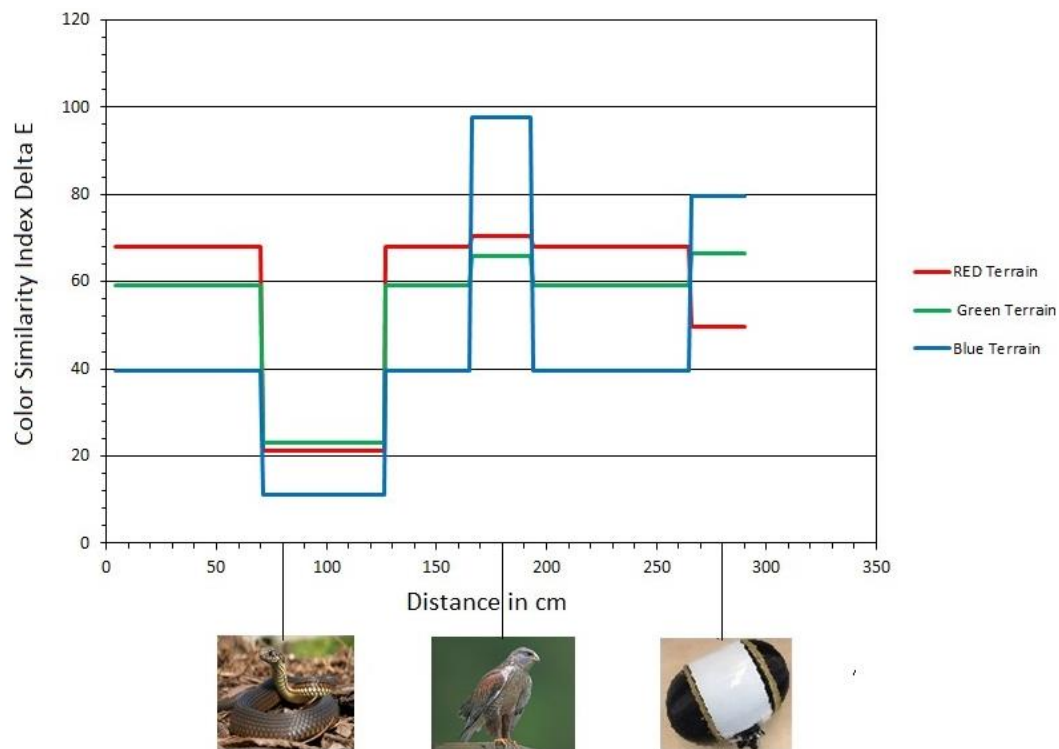 120
100
80
60
40
20
0
Color Similarity Index Delta E
0 50 100 150 200 250 300 350
Distance in cm
RED Terrain
Green Terrain
Blue Terrain